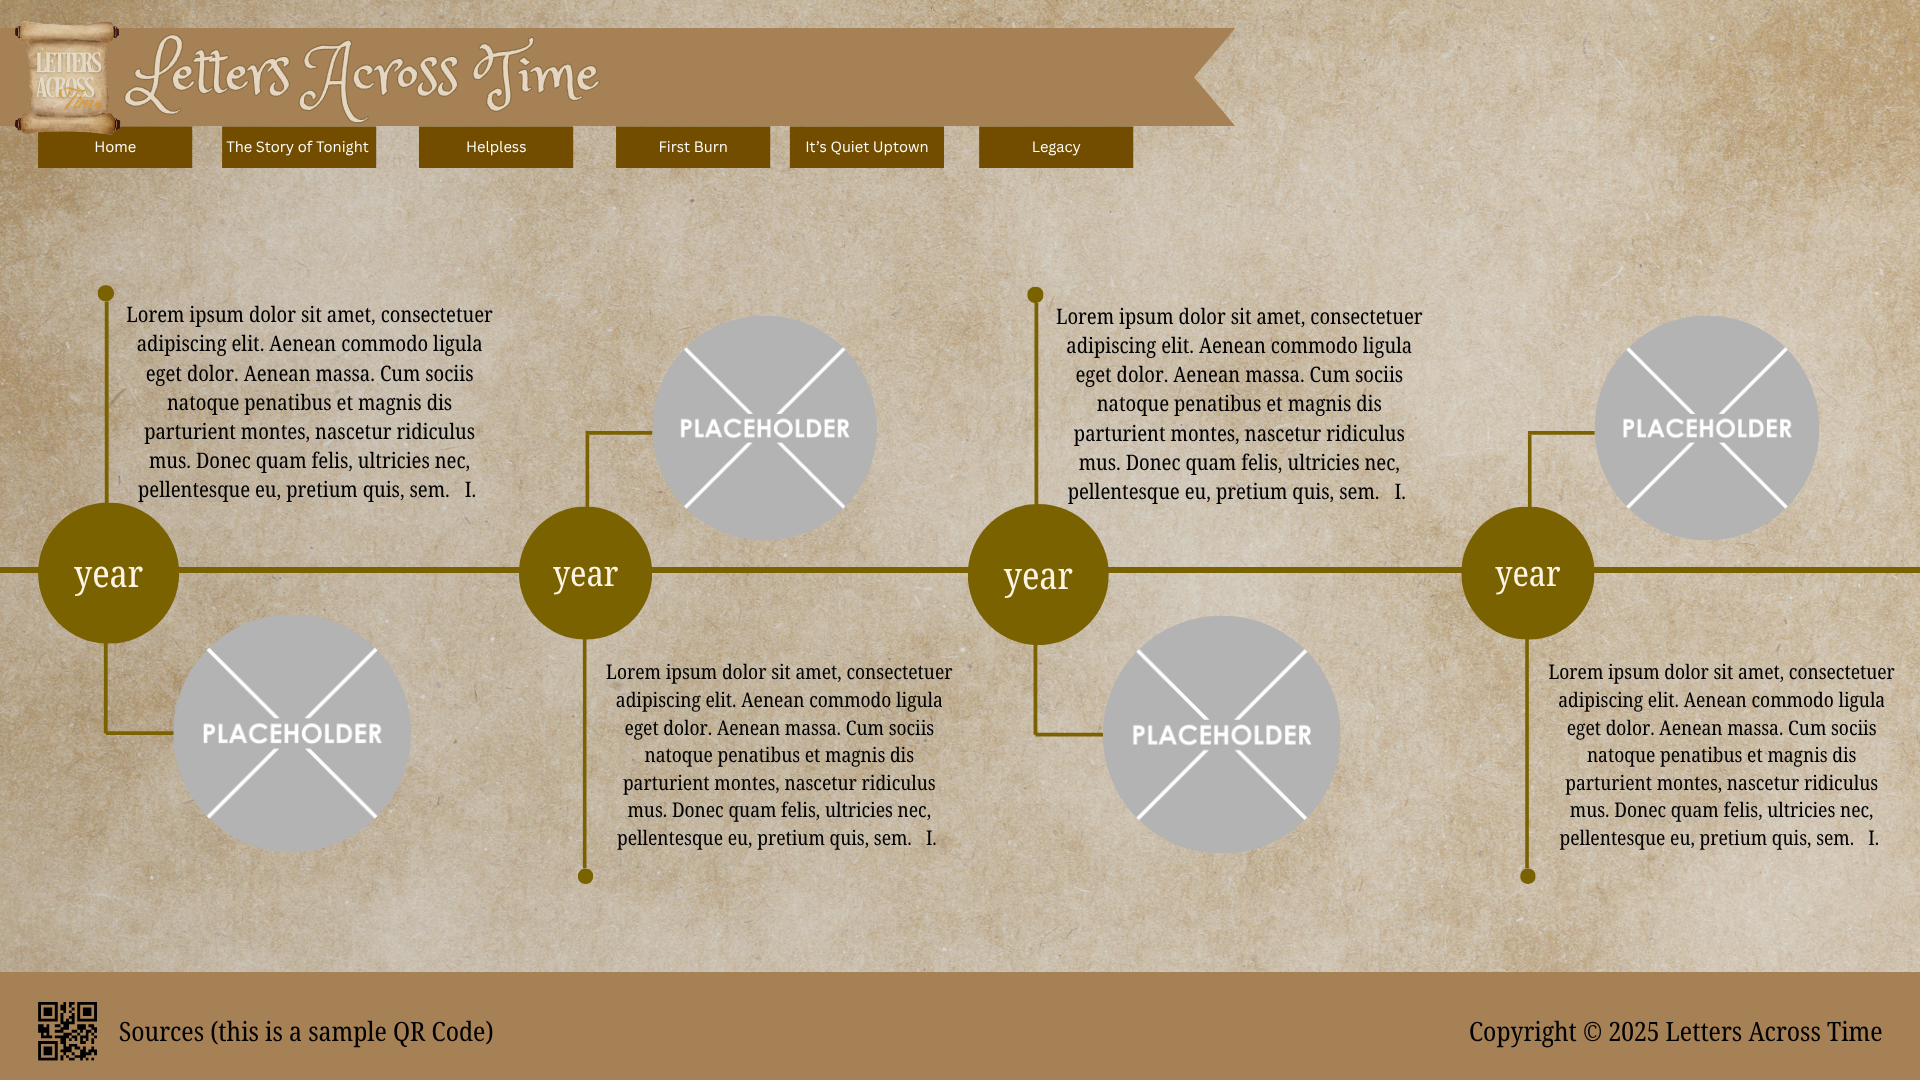 LETTERS
ACROSS
Time
Letters Across Time
Home
The Story of Tonight
Helpless
First Burn
It's Quiet Uptown
Legacy
Lorem ipsum dolor sit amet, consectetuer
adipiscing elit. Aenean commodo ligula
eget dolor. Aenean massa. Cum sociis
natoque penatibus et magnis dis
parturient montes, nascetur ridiculus
mus. Donec quam felis, ultricies nec,
pellentesque eu, pretium quis, sem. I.
year
PLACEHOLDER
PLACEHOLDER
year
Lorem ipsum dolor sit amet, consectetuer
adipiscing elit. Aenean commodo ligula
eget dolor. Aenean massa. Cum sociis
natoque penatibus et magnis dis
parturient montes, nascetur ridiculus
mus. Donec quam felis, ultricies nec,
pellentesque eu, pretium quis, sem. I.
Lorem ipsum dolor sit amet, consectetuer
adipiscing elit. Aenean commodo ligula
eget dolor. Aenean massa. Cum sociis
natoque penatibus et magnis dis
parturient montes, nascetur ridiculus
mus. Donec quam felis, ultricies nec,
pellentesque eu, pretium quis, sem. I.
year
PLACEHOLDER
PLACEHOLDER
year
Lorem ipsum dolor sit amet, consectetuer
adipiscing elit. Aenean commodo ligula
eget dolor. Aenean massa. Cum sociis
natoque penatibus et magnis dis
parturient montes, nascetur ridiculus
mus. Donec quam felis, ultricies nec,
pellentesque eu, pretium quis, sem. I.
Sources (this is a sample QR Code)
Copyright © 2025 Letters Across Time